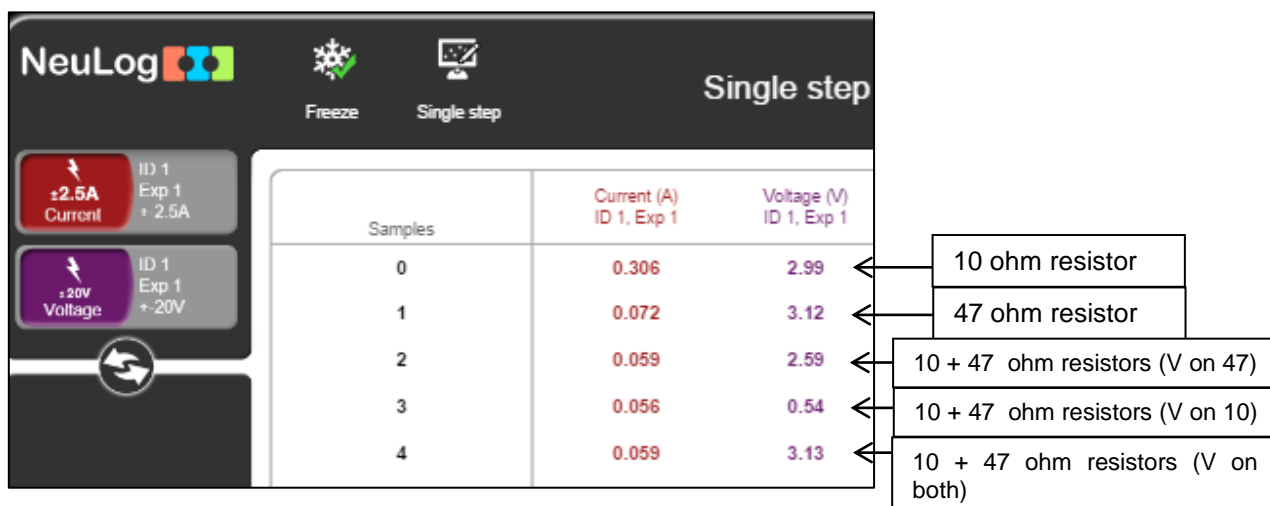 NeuLog
Freeze
Single step
Single step
±2.5A
Current
ID 1
Exp 1
+ 2.5A
±20V
Voltage
ID 1
Exp 1
+-20V
Samples
Current (A)
ID 1, Exp 1
Voltage (V)
ID 1, Exp 1
0 0.306 2.99
10 ohm resistor
1 0.072 3.12
47 ohm resistor
2 0.059 2.59
10 + 47 ohm resistors (V on 47)
3 0.056 0.54
10 + 47 ohm resistors (V on 10)
4 0.059 3.13
10 + 47 ohm resistors (V on
both)